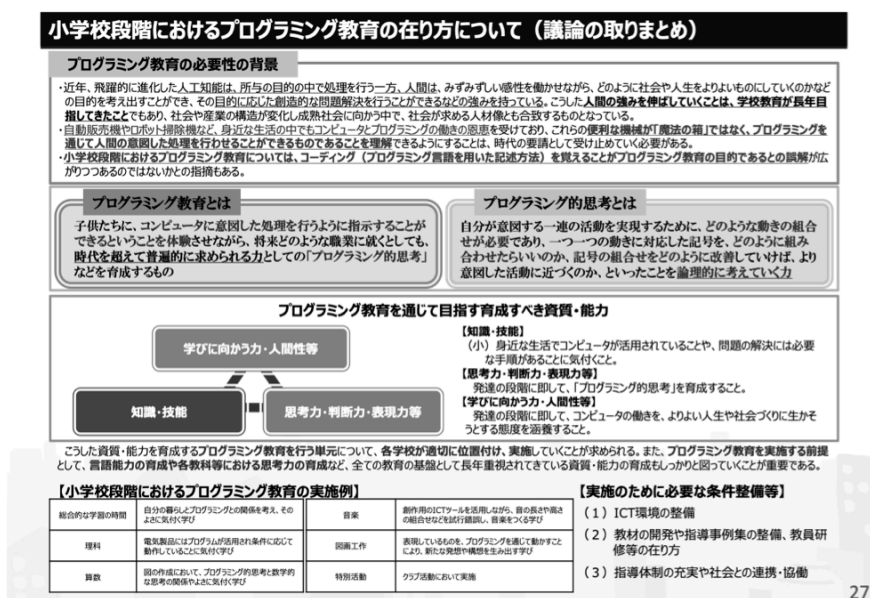 小学校段階におけるプログラミング教育の在り方について（議論の取りまとめ）
プログラミング教育の必要性の背景
・近年、飛躍的に進化した人工知能は、所与の目的の中で処理を行う一方、人間は、みずみずしい感性を働かせながら、どのように社会や人生をよりよいものにしていくのかなど
の目的を考え出すことができ、その目的に応じた創造的な問題解決を行うことができるなどの強みを持っている。こうした人間の強みを伸ばしていくことは、学校教育が長年目
指してきたことでもあり、社会や産業の構造が変化し成熟社会に向かう中で、社会が求める人材像とも合致するものとなっている。
・自動販売機やロボット掃除機など、身近な生活の中でもコンピュータとプログラミングの働きの恩恵を受けており、これらの便利な機械が「魔法の箱」ではなく、プログラミングを
通じて人間の意図した処理を行わせることができるものであることを理解できるようにすることは、時代の要請として受け止めていく必要がある。
・小学校段階におけるプログラミング教育については、コーディング（プログラミング言語を用いた記述方法）を覚えることがプログラミング教育の目的であるとの誤解が広
がりつつあるのではないかとの指摘もある。
プログラミング教育とは
子供たちに、コンピュータに意図した処理を行うように指示することが
できるということを体験させながら、将来どのような職業に就くとしても、
時代を超えて普遍的に求められる力としての「プログラミング的思考」
などを育成するもの
プログラミング的思考とは
自分が意図する一連の活動を実現するために、どのような動きの組合
せが必要であり、一つ一つの動きに対応した記号を、どのように組み
合わせたらいいのか、記号の組合せをどのように改善していけば、より
意図した活動に近づくのか、といったことを論理的に考えていく力
プログラミング教育を通じて目指す育成すべき資質・能力
学びに向かう力・人間性等
知識・技能
思考力・判断力・表現力等
【知識・技能】
（小）身近な生活でコンピュータが活用されていることや、問題の解決には必要
な手順があることに気付くこと。
【思考力・判断力・表現力等】
発達の段階に即して、「プログラミング的思考」を育成すること。
【学びに向かう力・人間性等】
発達の段階に即して、コンピュータの働きを、よりよい人生や社会づくりに生かそ
うとする態度を涵養すること。
こうした資質・能力を育成するプログラミング教育を行う単元について、各学校が適切に位置付け、実施していくことが求められる。また、プログラミング教育を実施する前提
として、言語能力の育成や各教科等における思考力の育成など、全ての教育の基盤として長年重視されてきている資質・能力の育成もしっかりと図っていくことが重要である。
【小学校段階におけるプログラミング教育の実施例】
総合的な学習の時間
自分の暮らしとプログラミングとの関係を考え、その
よさに気付く学び
理科
電気製品にはプログラムが活用され条件に応じて
動作していることに気付く学び
算数
図の作成において、プログラミング的思考と数学的
な思考の関係やよさに気付く学び
音楽
創作用のICTツールを活用しながら、音の長さや高さ
の組合せなどを試行錯誤し、音楽をつくる学び
図画工作
表現しているものを、プログラミングを通じて動かすこと
により、新たな発想や構想を生み出す学び
特別活動
クラブ活動において実施
【実施のために必要な条件整備等】
（１）ICT環境の整備
（２）教材の開発や指導事例集の整備、教員研
修等の在り方
（３）指導体制の充実や社会との連携・協働
27